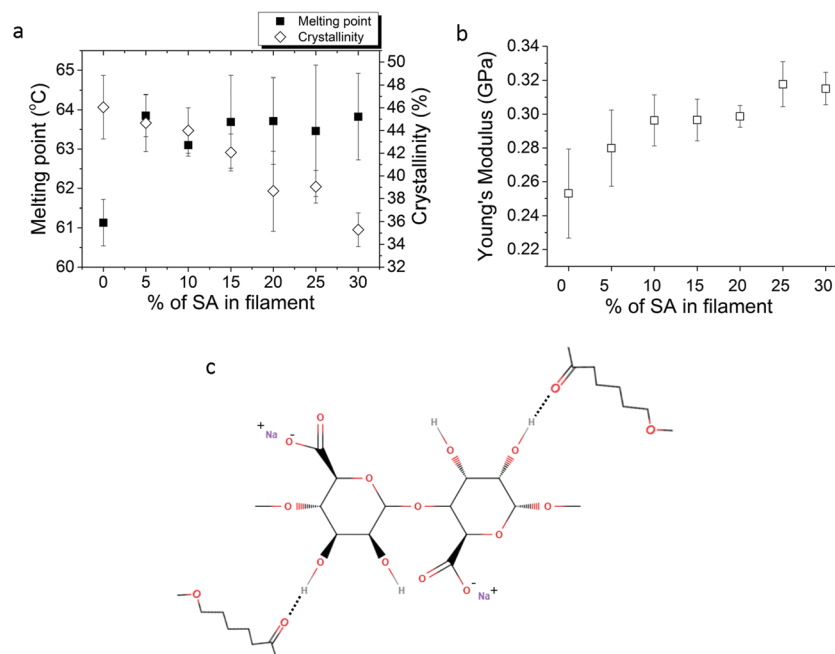 a
Melting point
Crystallinity
Melting point (°C)
65
64
63
62
61
60
50
48
46
44
42
40
38
36
34
32
Crystallinity (%)
0 5 10 15 20 25 30
% of SA in filament
b
Young's Modulus (GPa)
0.34
0.32
0.30
0.28
0.26
0.24
0.22
0 5 10 15 20 25 30
% of SA in filament
c
O
O
H H
O
+
Na
O-
O O
O
O
O
O
O
O
O
O O
O
H
H
O
O-
Na+
O
O